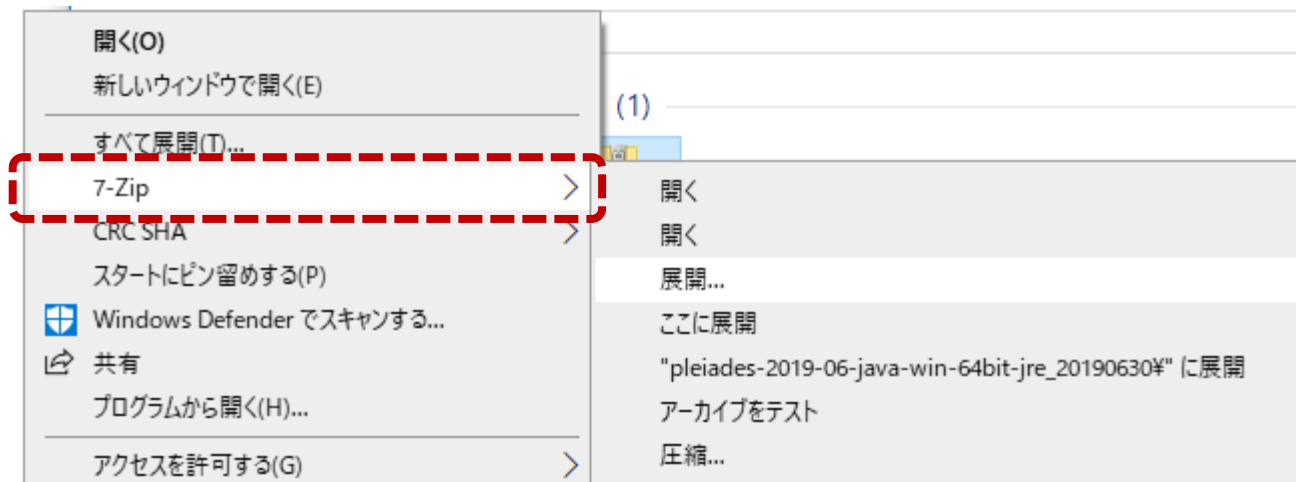 開く(O)
新しいウィンドウで開く(E)
(1)
すべて展開(T)...
7-Zip
CRC SHA
スタートにピン留めする(P)
Windows Defender でスキャンする...
共有
プログラムから開く(H)...
アクセスを許可する(G)
開く
開く
展開...
ここに展開
"pleiades-2019-06-java-win-64bit-jre_20190630¥" に展開
アーカイブをテスト
圧縮...